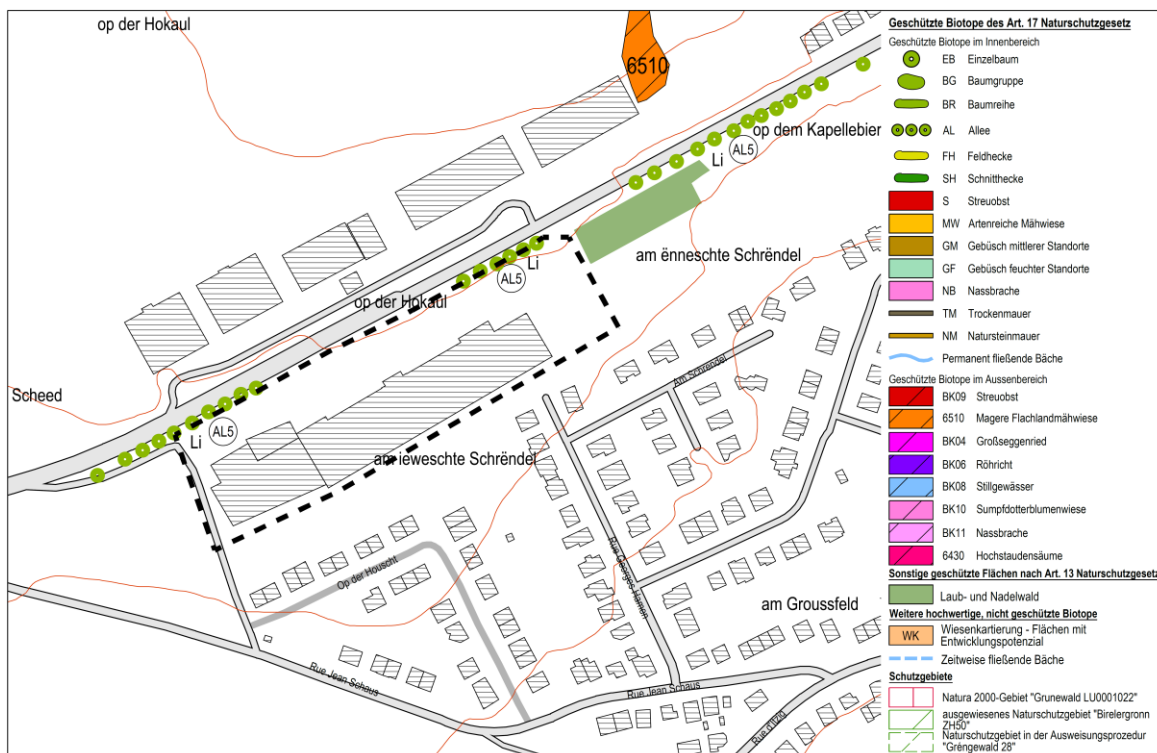 op der Hokaul
6510
op dem Kapellebier
Li
AL5
am ënneschte Schrëndel
Li
AL5
op der Hokaul
Scheed
Li
AL5
am ieweschte Schrëndel
Am Schrëndel
Op der Houscht
Rue Georges Hamen
am Groussfeld
Rue Jean Schaus
Rue Jean Schaus
Rue d'Itzig
Geschützte Biotope des Art. 17 Naturschutzgesetz
Geschützte Biotope im Innenbereich
EB Einzelbaum
BG Baumgruppe
BR Baumreihe
AL Allee
FH Feldhecke
SH Schnitthecke
S Streuobst
MW Artenreiche Mähwiese
GM Gebüsch mittlerer Standorte
GF Gebüsch feuchter Standorte
NB Nassbrache
TM Trockenmauer
NM Natursteinmauer
Permanent fließende Bäche
Geschützte Biotope im Aussenbereich
BK09 Streuobst
6510 Magere Flachlandmähwiese
BK04 Großseggenried
BK06 Röhricht
BK08 Stillgewässer
BK10 Sumpfdotterblumenwiese
BK11 Nassbrache
6430 Hochstaudensäume
Sonstige geschützte Flächen nach Art. 13 Naturschutzgesetz
Laub- und Nadelwald
Weitere hochwertige, nicht geschützte Biotope
WK Wiesenkartierung - Flächen mit
Entwicklungspotenzial
Zeitweise fließende Bäche
Schutzgebiete
Natura 2000-Gebiet "Grunewald LU0001022"
ausgewiesenes Naturschutzgebiet "Birelergronn
ZH50"
Naturschutzgebiet in der Ausweisungsprozedur
"Gréngewald 28"